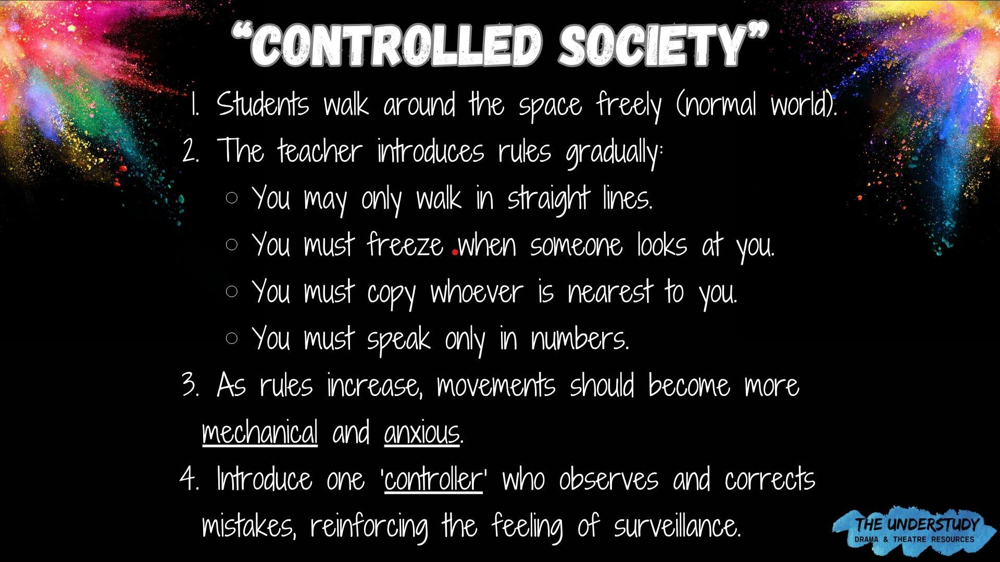 “CONTROLLED SOCIETY”
1. Students walk around the space freely (normal world).
2. The teacher introduces rules gradually:
○ You may only walk in straight lines.
○ You must freeze when someone looks at you.
○ You must copy whoever is nearest to you.
○ You must speak only in numbers.
3. As rules increase, movements should become more
mechanical and anxious.
4. Introduce one 'controller' who observes and corrects
mistakes, reinforcing the feeling of surveillance.
THE UNDERSTUDY
DRAMA & THEATRE RESOURCES